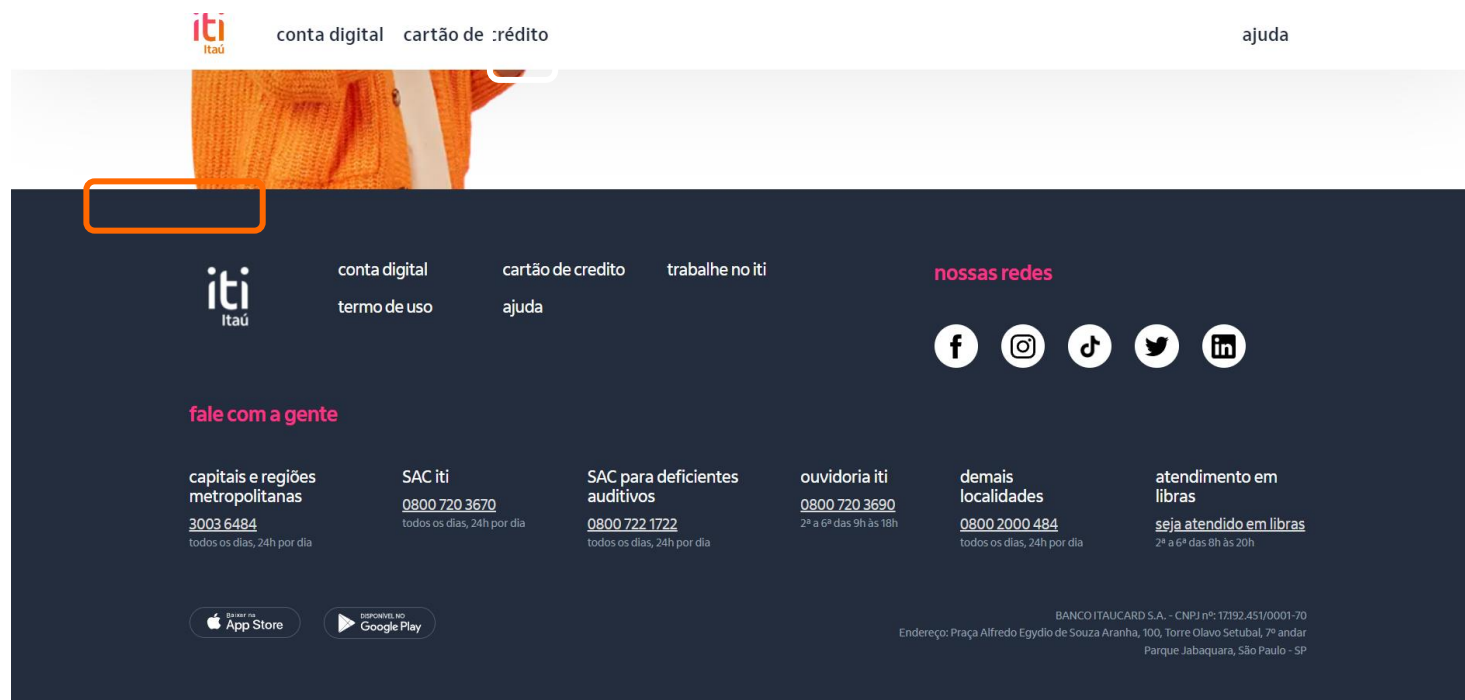 iti
Itaú
conta digital
cartão de crédito
ajuda
iti
Itaú
conta digital
cartão de credito
trabalhe no iti
termo de uso
ajuda
nossas redes
fale com a gente
capitais e regiões
metropolitanas
3003 6484
todos os dias, 24h por dia
SAC iti
0800 720 3670
todos os dias, 24h por dia
SAC para deficientes
auditivos
0800 722 1722
todos os dias, 24h por dia
ouvidoria iti
0800 720 3690
2ª a 6ª das 9h às 18h
demais
localidades
0800 2000 484
todos os dias, 24h por dia
atendimento em
libras
seja atendido em libras
2ª a 6ª das 8h às 20h
Baixar na
App Store
DISPONÍVEL NO
Google Play
BANCO ITAUCARD S.A. - CNPJ nº: 17.192.451/0001-70
Endereço: Praça Alfredo Egydio de Souza Aranha, 100, Torre Olavo Setubal, 7º andar
Parque Jabaquara, São Paulo - SP